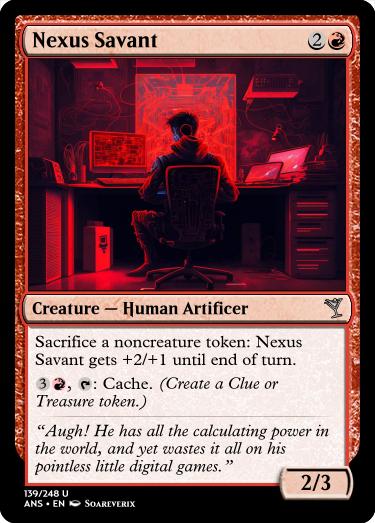 Nexus Savant 2
Creature — Human Artificer
Sacrifice a noncreature token: Nexus
Savant gets +2/+1 until end of turn.
3 , : Cache. (Create a Clue or
Treasure token.)
“Augh! He has all the calculating power in
the world, and yet wastes it all on his
pointless little digital games.”
2/3
139/248 U
ANS • EN Soareverix